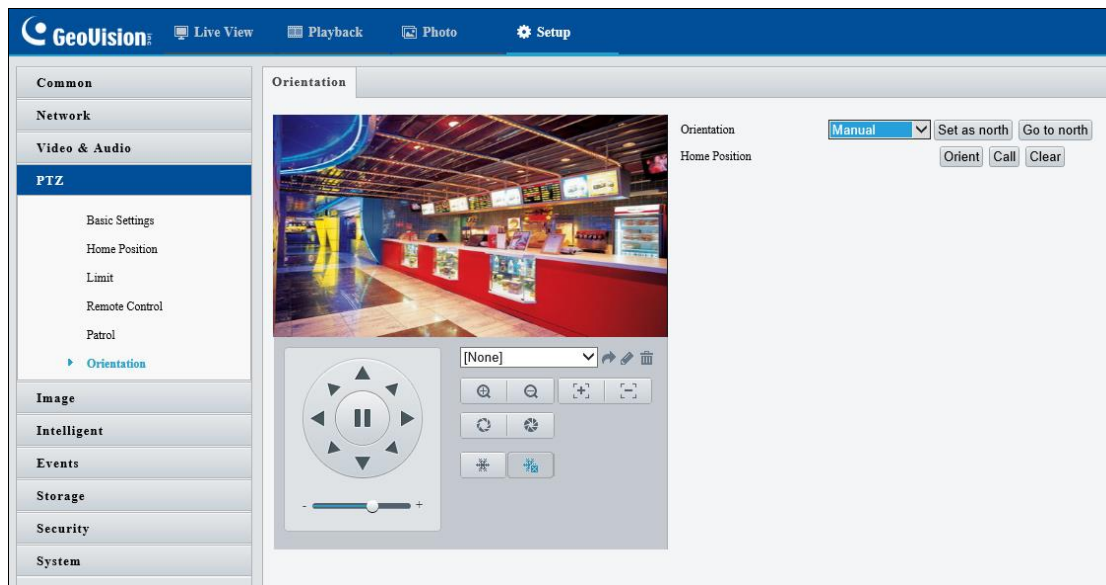 GeoVision Live View Playback Photo Setup
Common
Network
Video & Audio
PTZ
Basic Settings
Home Position
Limit
Remote Control
Patrol
Orientation
Image
Intelligent
Events
Storage
Security
System
Orientation
Orientation Manual Set as north Go to north
Home Position Orient Call Clear
[None]
- +